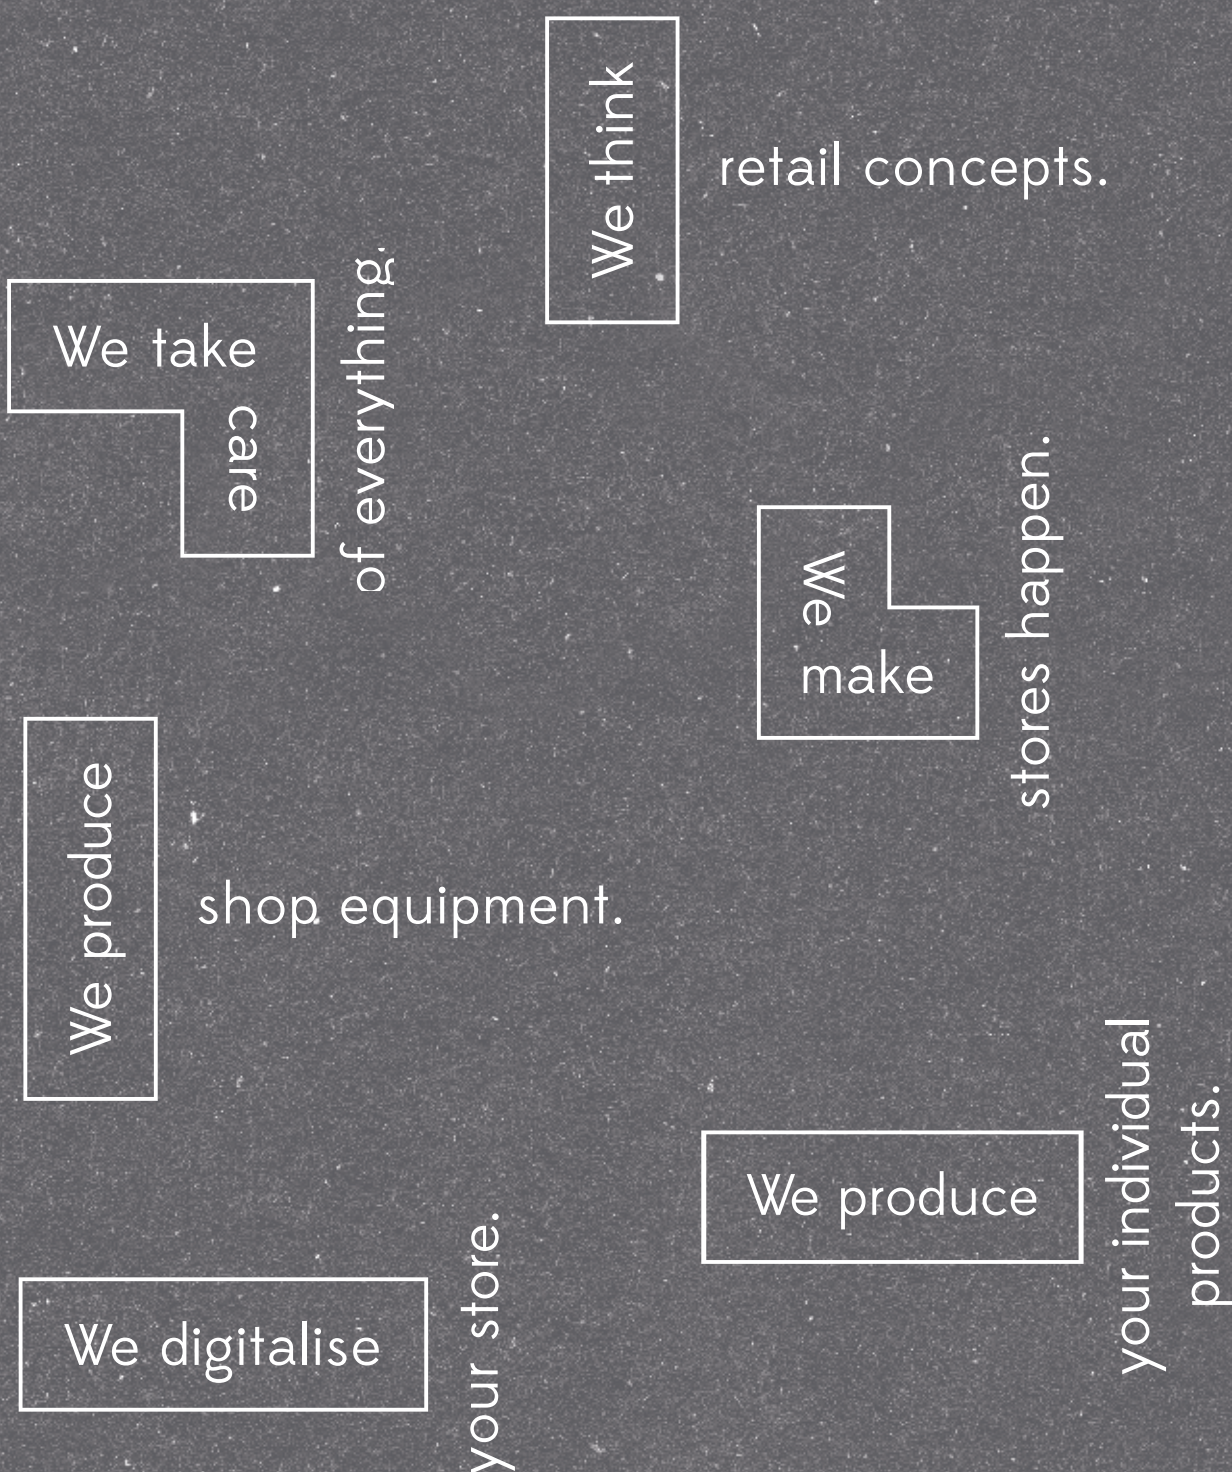 We think
retail concepts.
We take
care
of everything.
We
make
stores happen.
We produce
shop equipment.
We produce
your individual
products.
We digitalise
your store.